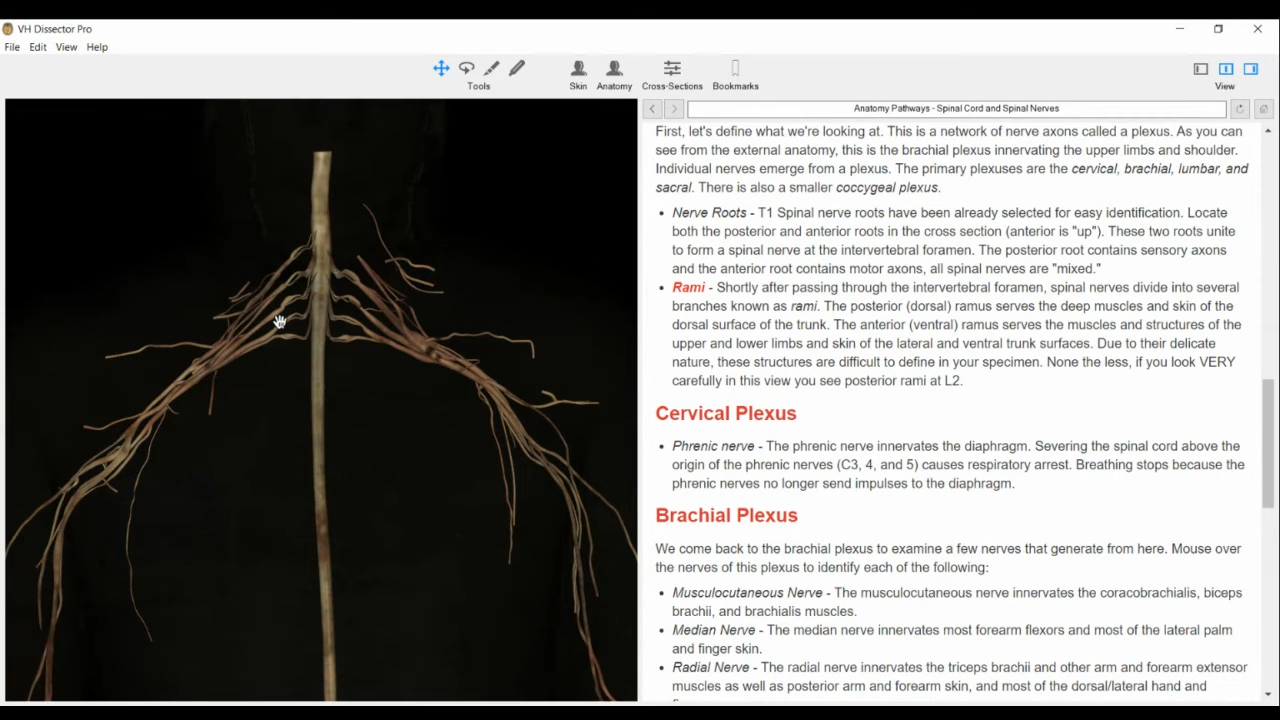 VH Dissector Pro
File Edit View Help
Tools Skin Anatomy Cross-Sections Bookmarks View
Anatomy Pathways - Spinal Cord and Spinal Nerves
First, let's define what we're looking at. This is a network of nerve axons called a plexus. As you can
see from the external anatomy, this is the brachial plexus innervating the upper limbs and shoulder.
Individual nerves emerge from a plexus. The primary plexuses are the cervical, brachial, lumbar, and
sacral. There is also a smaller coccygeal plexus.
• Nerve Roots - T1 Spinal nerve roots have been already selected for easy identification. Locate
both the posterior and anterior roots in the cross section (anterior is "up"). These two roots unite
to form a spinal nerve at the intervertebral foramen. The posterior root contains sensory axons
and the anterior root contains motor axons, all spinal nerves are "mixed."
• Rami - Shortly after passing through the intervertebral foramen, spinal nerves divide into several
branches known as rami. The posterior (dorsal) ramus serves the deep muscles and skin of the
dorsal surface of the trunk. The anterior (ventral) ramus serves the muscles and structures of the
upper and lower limbs and skin of the lateral and ventral trunk surfaces. Due to their delicate
nature, these structures are difficult to define in your specimen. None the less, if you look VERY
carefully in this view you see posterior rami at L2.
Cervical Plexus
• Phrenic nerve - The phrenic nerve innervates the diaphragm. Severing the spinal cord above the
origin of the phrenic nerves (C3, 4, and 5) causes respiratory arrest. Breathing stops because the
phrenic nerves no longer send impulses to the diaphragm.
Brachial Plexus
We come back to the brachial plexus to examine a few nerves that generate from here. Mouse over
the nerves of this plexus to identify each of the following:
• Musculocutaneous Nerve - The musculocutaneous nerve innervates the coracobrachialis, biceps
brachii, and brachialis muscles.
• Median Nerve - The median nerve innervates most forearm flexors and most of the lateral palm
and finger skin.
• Radial Nerve - The radial nerve innervates the triceps brachii and other arm and forearm extensor
muscles as well as posterior arm and forearm skin, and most of the dorsal/lateral hand and